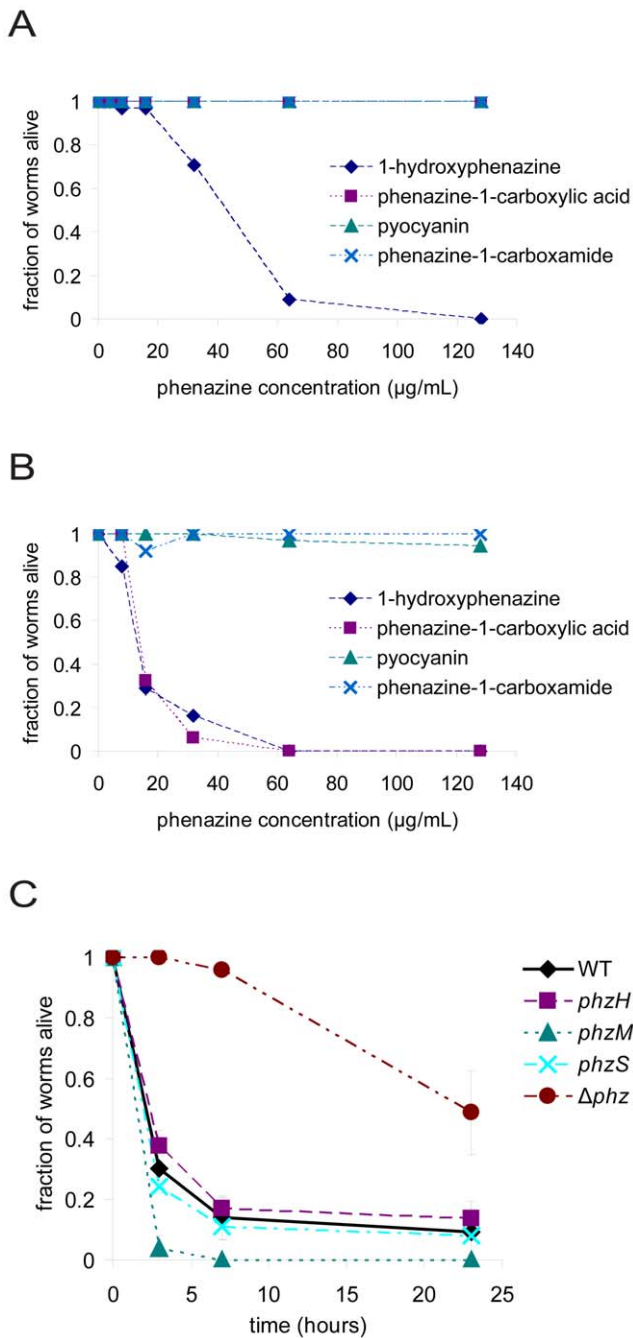 A
1
0.8
0.6
0.4
0.2
0
fraction of worms alive
1-hydroxyphenazine
phenazine-1-carboxylic acid
pyocyanin
phenazine-1-carboxamide
0 20 40 60 80 100 120 140
phenazine concentration (µg/mL)
B
1
0.8
0.6
0.4
0.2
0
fraction of worms alive
1-hydroxyphenazine
phenazine-1-carboxylic acid
pyocyanin
phenazine-1-carboxamide
0 20 40 60 80 100 120 140
phenazine concentration (µg/mL)
C
1
0.8
0.6
0.4
0.2
0
fraction of worms alive
WT
phzH
phzM
phzS
Δphz
0 5 10 15 20 25
time (hours)